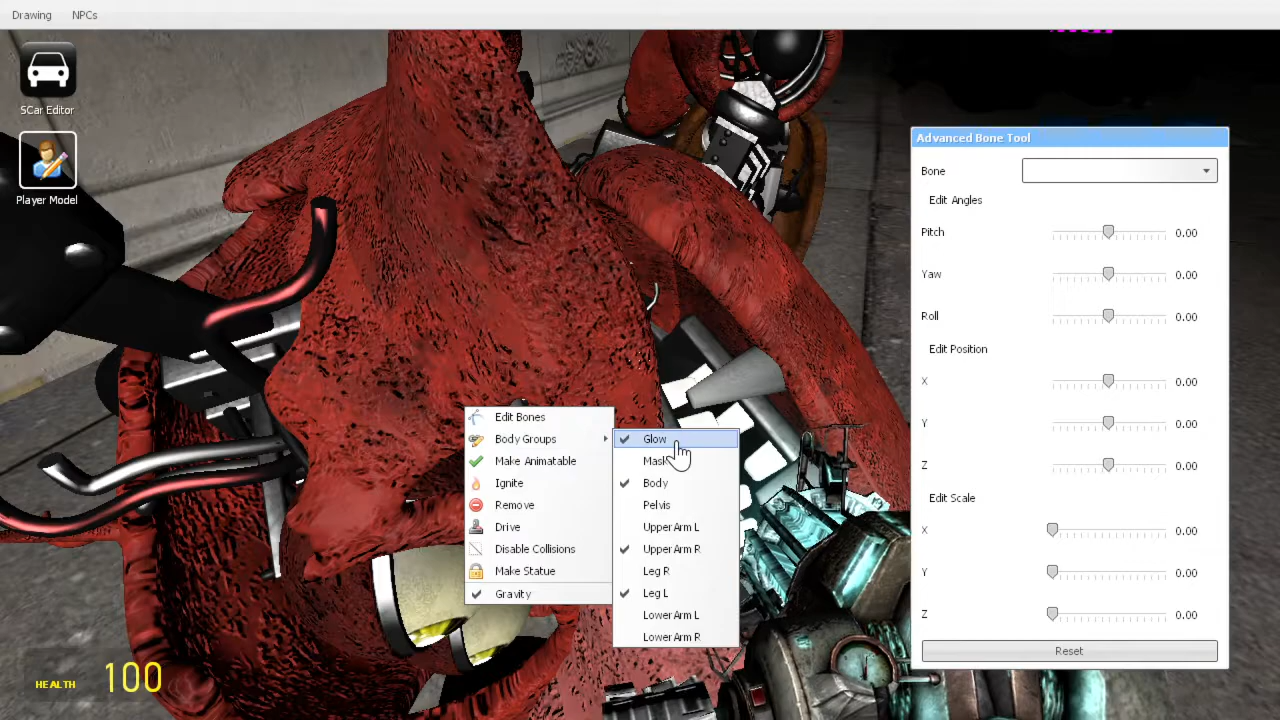 Drawing NPCs
SCar Editor
Player Model
Advanced Bone Tool
Bone
Edit Angles
Pitch 0.00
Yaw 0.00
Roll 0.00
Edit Position
X 0.00
Y 0.00
Z 0.00
Edit Scale
X 0.00
Y 0.00
Z 0.00
Reset
Edit Bones
Body Groups
Make Animatable
Ignite
Remove
Drive
Disable Collisions
Make Statue
Gravity
Glow
Mask
Body
Pelvis
Upper Arm L
Upper Arm R
Leg R
Leg L
Lower Arm L
Lower Arm R
HEALTH 100